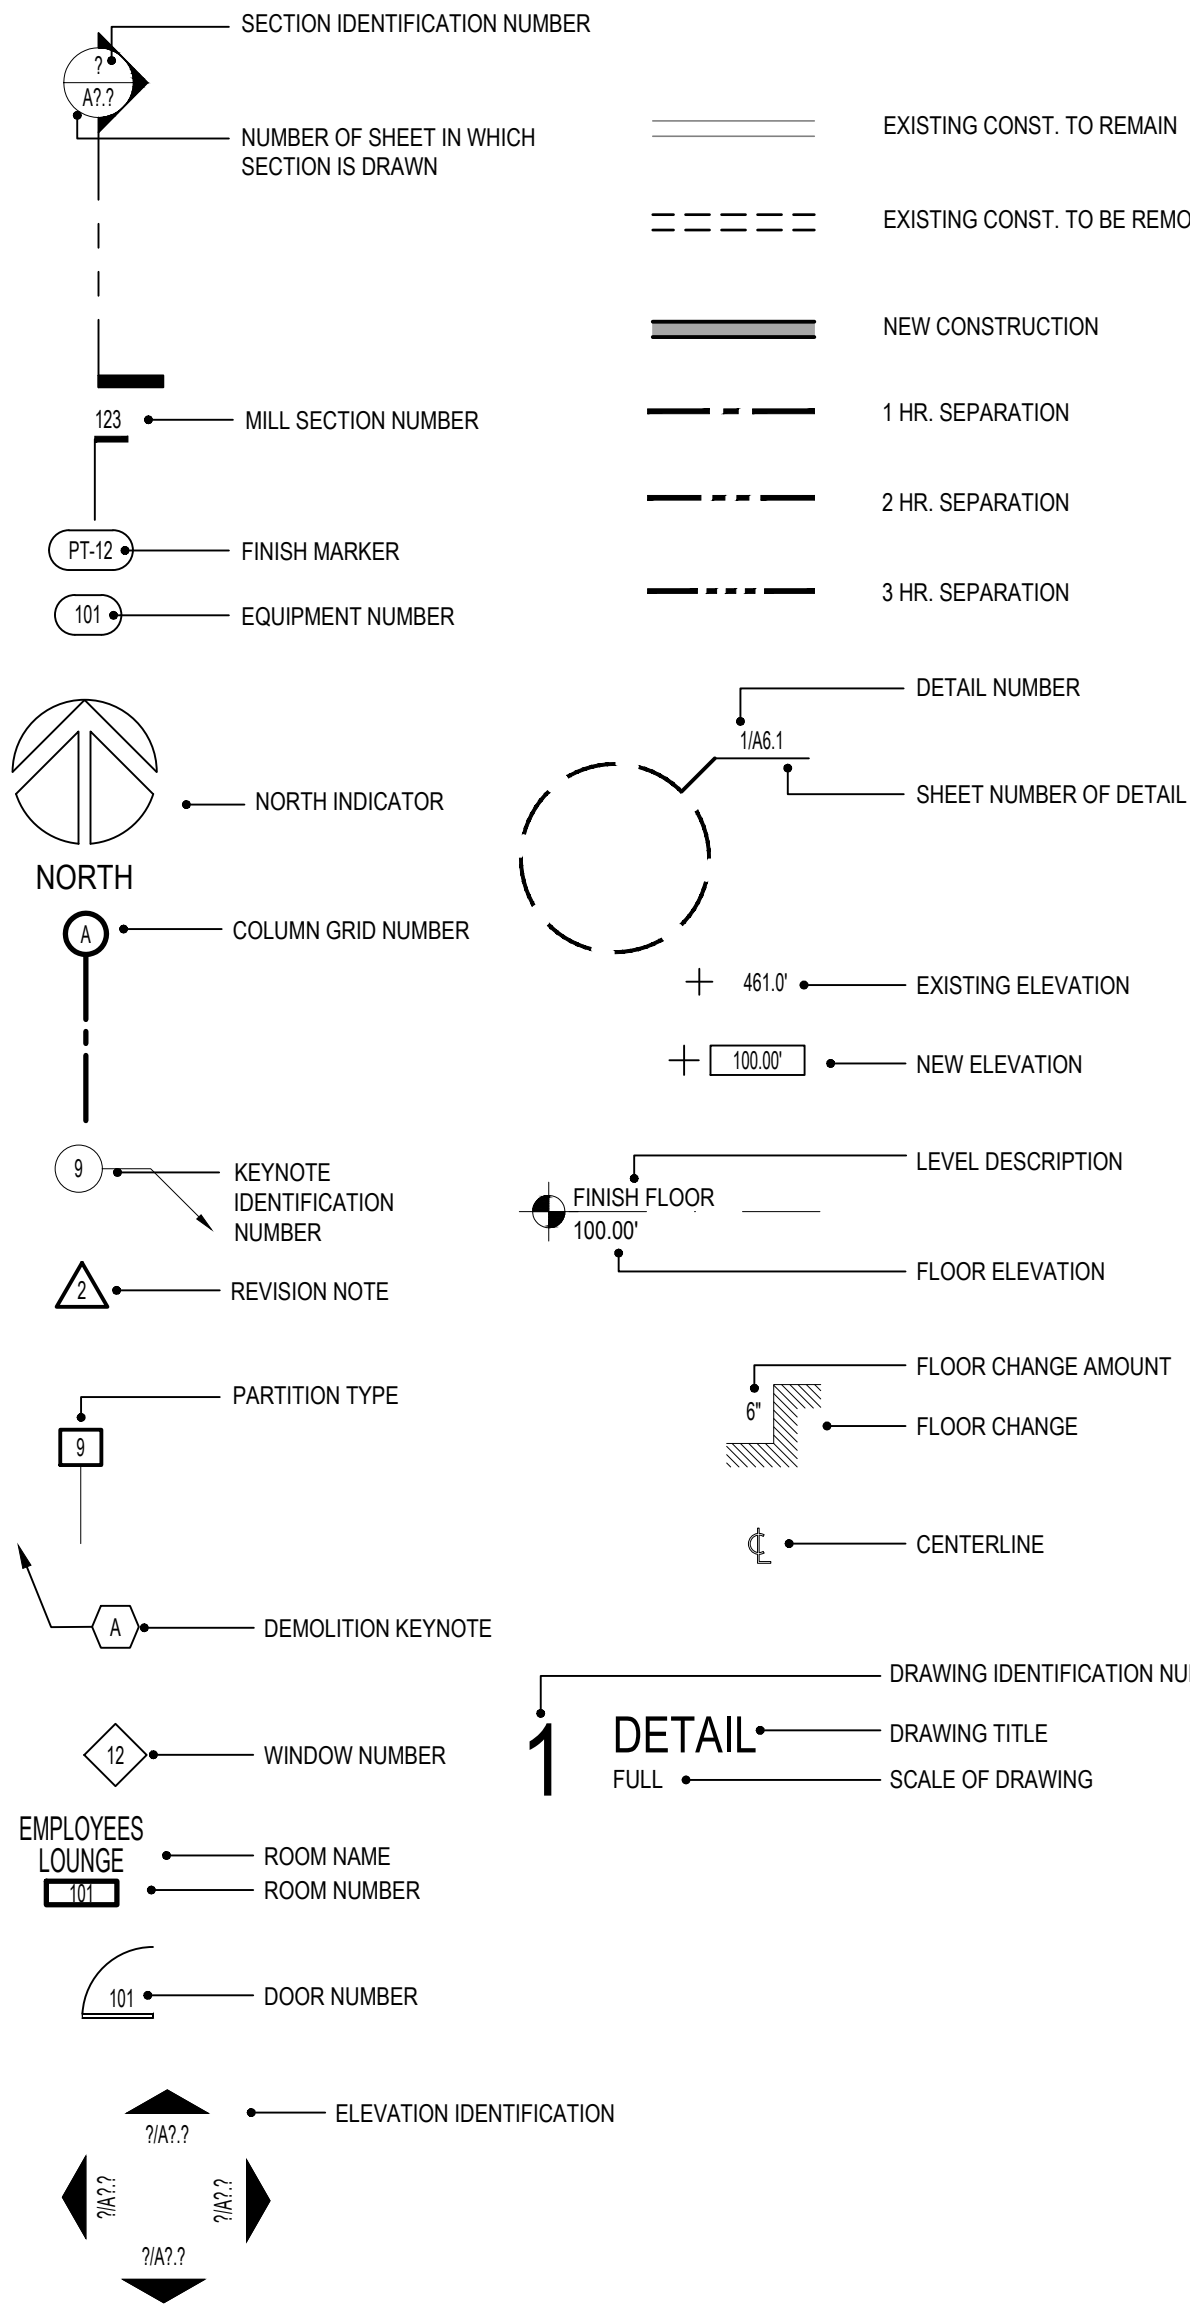 SECTION IDENTIFICATION NUMBER
?
A?.?
NUMBER OF SHEET IN WHICH
SECTION IS DRAWN
123
MILL SECTION NUMBER
PT-12
FINISH MARKER
101
EQUIPMENT NUMBER
NORTH INDICATOR
NORTH
A
COLUMN GRID NUMBER
9
KEYNOTE
IDENTIFICATION
NUMBER
2
REVISION NOTE
PARTITION TYPE
9
A
DEMOLITION KEYNOTE
12
WINDOW NUMBER
EMPLOYEES
LOUNGE
ROOM NAME
101
ROOM NUMBER
101
DOOR NUMBER
ELEVATION IDENTIFICATION
?/A?.?
?/A?.?
?/A?.?
?/A?.?
EXISTING CONST. TO REMAIN
EXISTING CONST. TO BE REMO
NEW CONSTRUCTION
1 HR. SEPARATION
2 HR. SEPARATION
3 HR. SEPARATION
DETAIL NUMBER
1/A6.1
SHEET NUMBER OF DETAIL
461.0'
EXISTING ELEVATION
100.00'
NEW ELEVATION
LEVEL DESCRIPTION
FINISH FLOOR
100.00'
FLOOR ELEVATION
FLOOR CHANGE AMOUNT
6"
FLOOR CHANGE
CL
CENTERLINE
DRAWING IDENTIFICATION NU
1
DETAIL
DRAWING TITLE
FULL
SCALE OF DRAWING